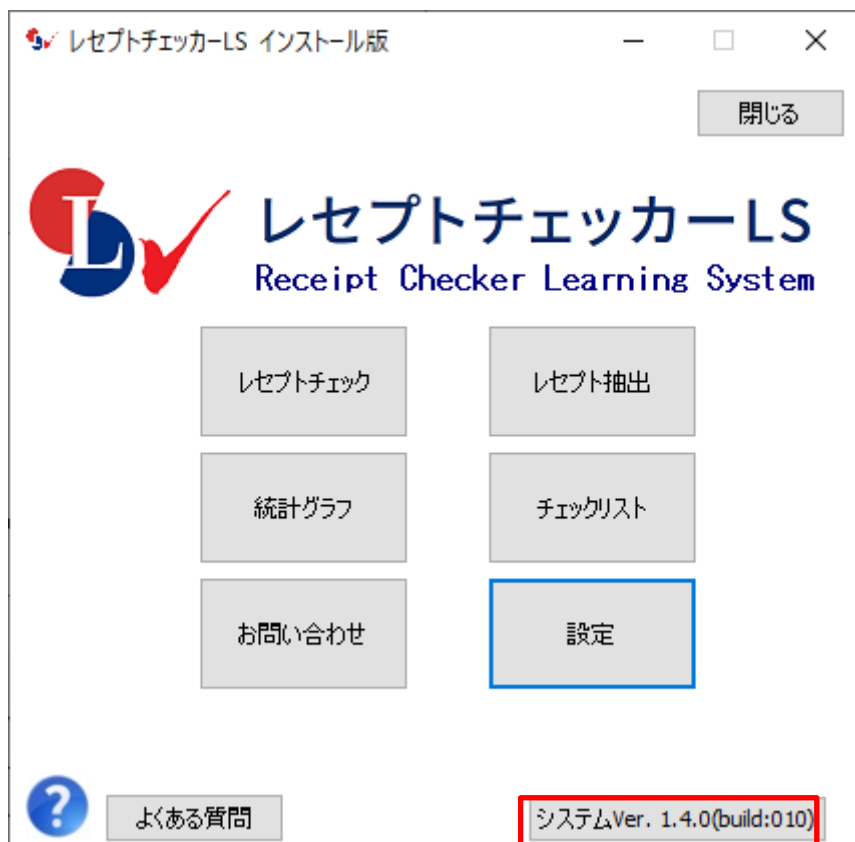 レセプトチェッカーLS インストール版
閉じる
L
レセプトチェッカーLS
Receipt Checker Learning System
レセプトチェック
レセプト抽出
統計グラフ
チェックリスト
お問い合わせ
設定
?
よくある質問
システムVer. 1.4.0(build:010)